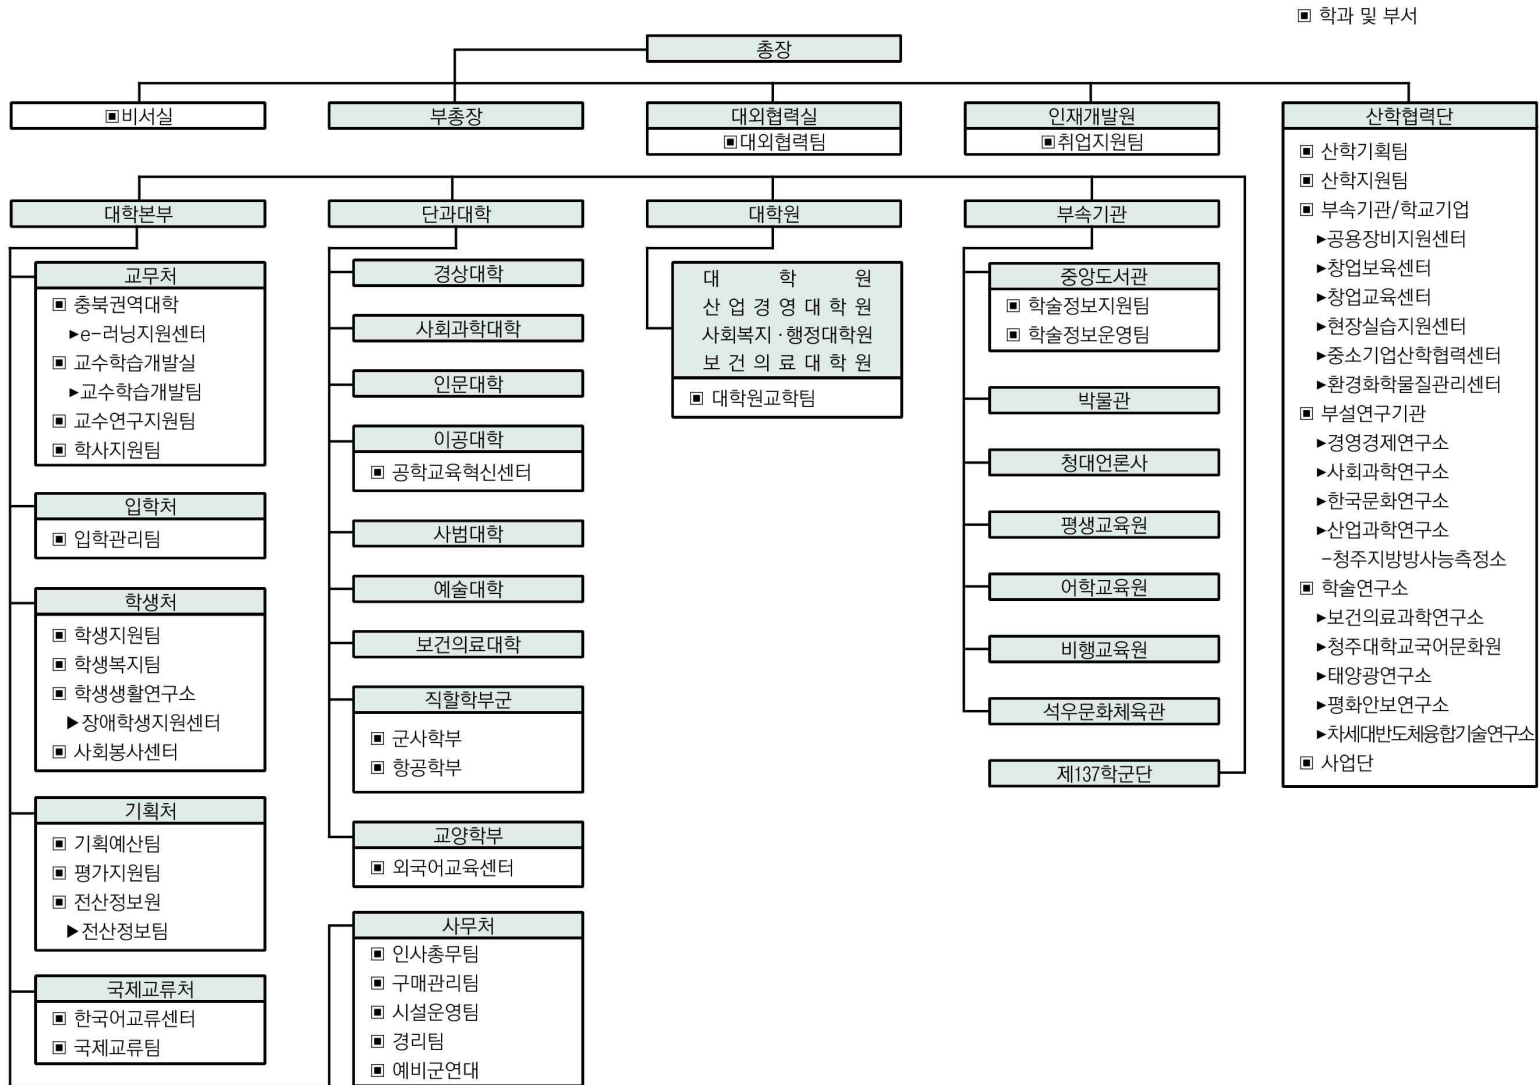 ▣ 학과 및 부서
총장
▣비서실
부총장
대외협력실
▣대외협력팀
인재개발원
▣취업지원팀
산학협력단
▣ 산학기획팀
▣ 산학지원팀
▣ 부속기관/학교기업
▸공용장비지원센터
▸창업보육센터
▸창업교육센터
▸현장실습지원센터
▸중소기업산학협력센터
▸환경화학물질관리센터
▣ 부설연구기관
▸경영경제연구소
▸사회과학연구소
▸한국문화연구소
▸산업과학연구소
-청주지방방사능측정소
▣ 학술연구소
▸보건의료과학연구소
▸청주대학교국어문화원
▸태양광연구소
▸평화안보연구소
▸차세대반도체융합기술연구소
▣ 사업단
대학본부
교무처
▣ 충북권역대학
▸e-러닝지원센터
▣ 교수학습개발실
▸교수학습개발팀
▣ 교수연구지원팀
▣ 학사지원팀
입학처
▣ 입학관리팀
학생처
▣ 학생지원팀
▣ 학생복지팀
▣ 학생생활연구소
▶장애학생지원센터
▣ 사회봉사센터
기획처
▣ 기획예산팀
▣ 평가지원팀
▣ 전산정보원
▶전산정보팀
국제교류처
▣ 한국어교류센터
▣ 국제교류팀
단과대학
경상대학
사회과학대학
인문대학
이공대학
▣ 공학교육혁신센터
사범대학
예술대학
보건의료대학
직할학부군
▣ 군사학부
▣ 항공학부
교양학부
▣ 외국어교육센터
사무처
▣ 인사총무팀
▣ 구매관리팀
▣ 시설운영팀
▣ 경리팀
▣ 예비군연대
대학원
대 학 원
산 업 경 영 대 학 원
사회복지·행정대학원
보 건 의 료 대 학 원
▣ 대학원교학팀
부속기관
중앙도서관
▣ 학술정보지원팀
▣ 학술정보운영팀
박물관
청대언론사
평생교육원
어학교육원
비행교육원
석우문화체육관
제137학군단